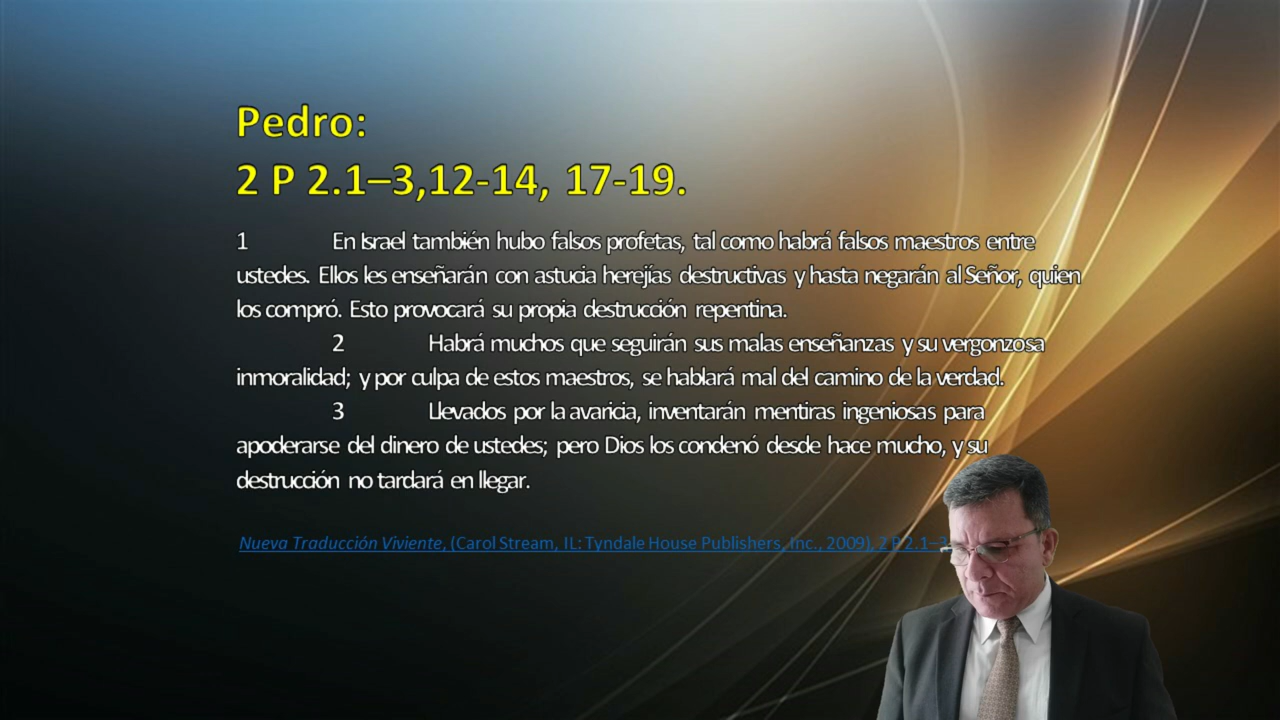 Pedro:
2 P 2.1–3,12-14, 17-19.
1 En Israel también hubo falsos profetas, tal como habrá falsos maestros entre
ustedes. Ellos les enseñarán con astucia herejías destructivas y hasta negarán al Señor, quien
los compró. Esto provocará su propia destrucción repentina.
2 Habrá muchos que seguirán sus malas enseñanzas y su vergonzosa
inmoralidad; y por culpa de estos maestros, se hablará mal del camino de la verdad.
3 Llevados por la avaricia, inventarán mentiras ingeniosas para
apoderarse del dinero de ustedes; pero Dios los condenó desde hace mucho, y su
destrucción no tardará en llegar.
Nueva Traducción Viviente, (Carol Stream, IL: Tyndale House Publishers, Inc., 2009), 2 P 2.1–3